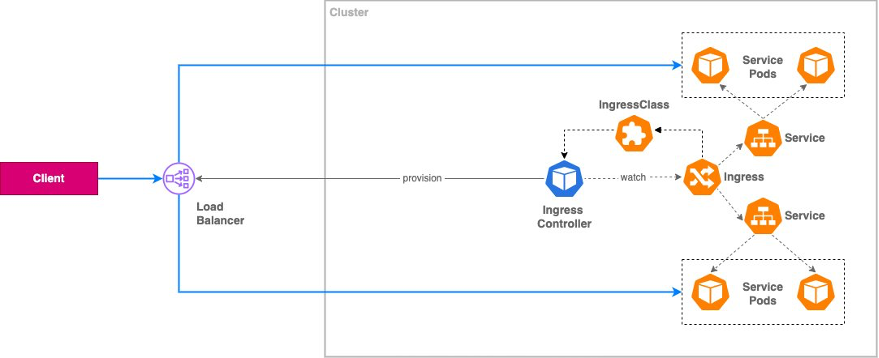 Cluster
Service
Pods
IngressClass
Service
Client
provision
watch
Ingress
Load
Balancer
Ingress
Controller
Service
Service
Pods